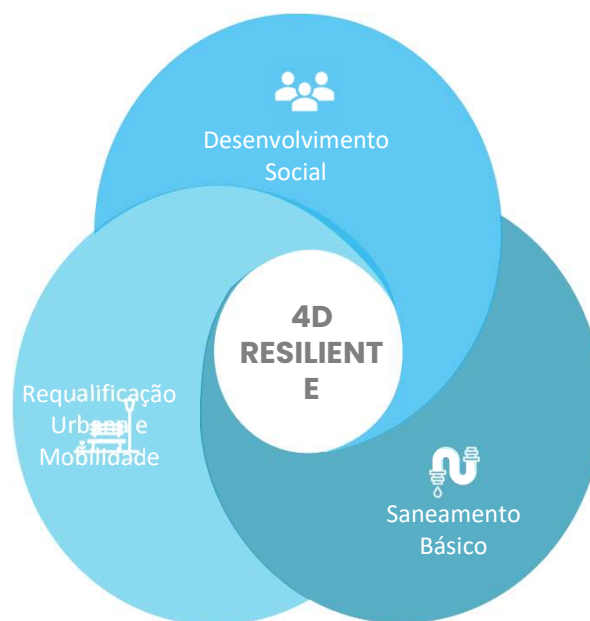 Desenvolvimento
Social
4D
RESILIENT
E
Requalificação
Urbana e
Mobilidade
Saneamento
Básico